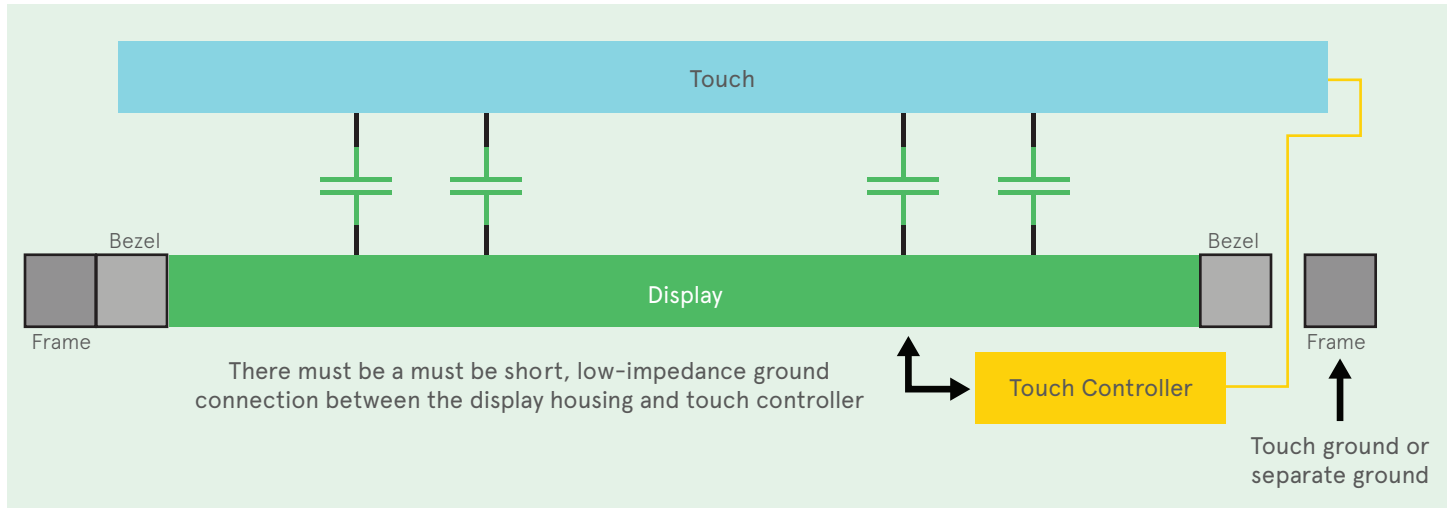 Touch
Bezel
Bezel
Display
Frame
Frame
There must be a must be short, low-impedance ground
connection between the display housing and touch controller
Touch Controller
Touch ground or
separate ground